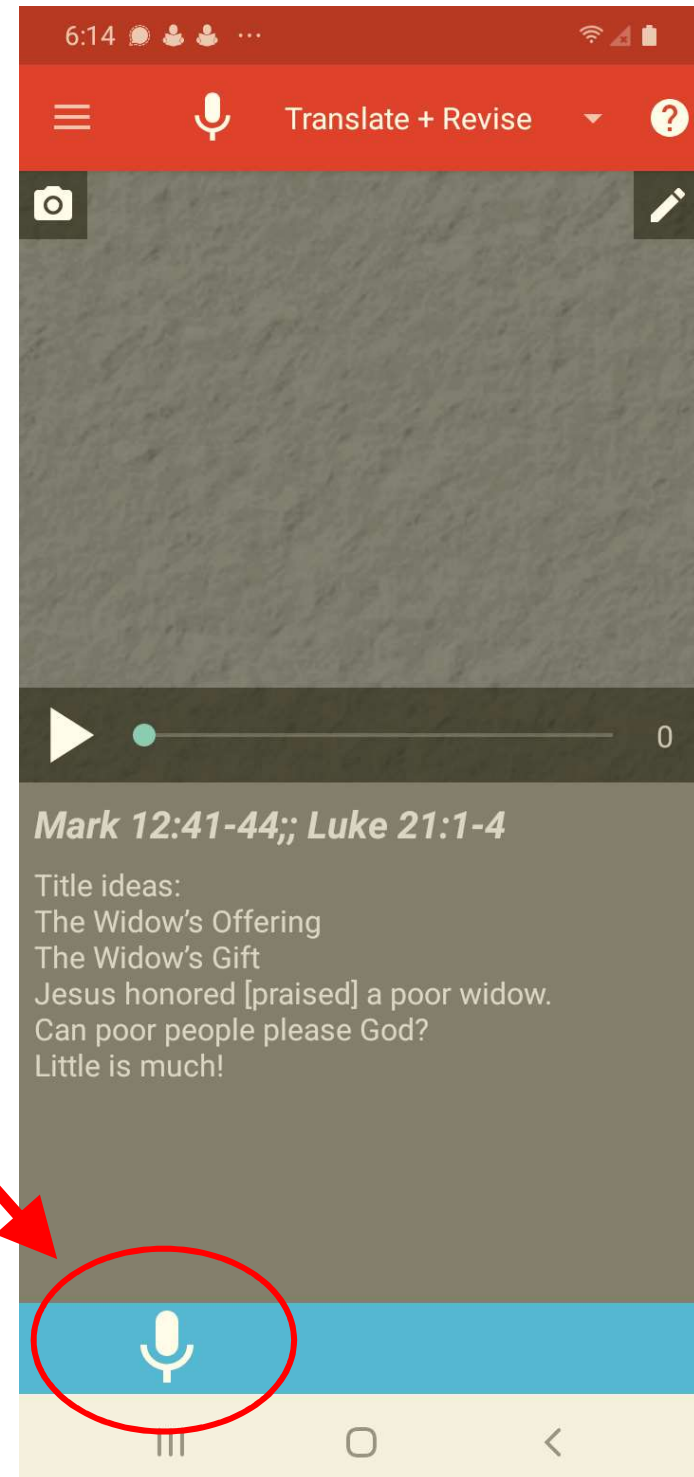 6:14
Translate + Revise
?
0
Mark 12:41-44;; Luke 21:1-4
Title ideas:
The Widow’s Offering
The Widow’s Gift
Jesus honored [praised] a poor widow.
Can poor people please God?
Little is much!